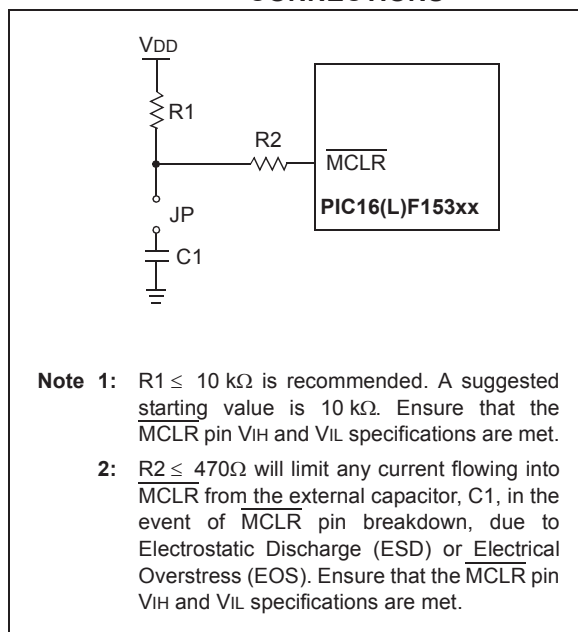 VDD
R1
R2
MCLR
PIC16(L)F153xx
JP
C1
Note 1: R1 ≤ 10 kΩ is recommended. A suggested
starting value is 10 kΩ. Ensure that the
MCLR pin VIH and VIL specifications are met.
2: R2 ≤ 470Ω will limit any current flowing into
MCLR from the external capacitor, C1, in the
event of MCLR pin breakdown, due to
Electrostatic Discharge (ESD) or Electrical
Overstress (EOS). Ensure that the MCLR pin
VIH and VIL specifications are met.